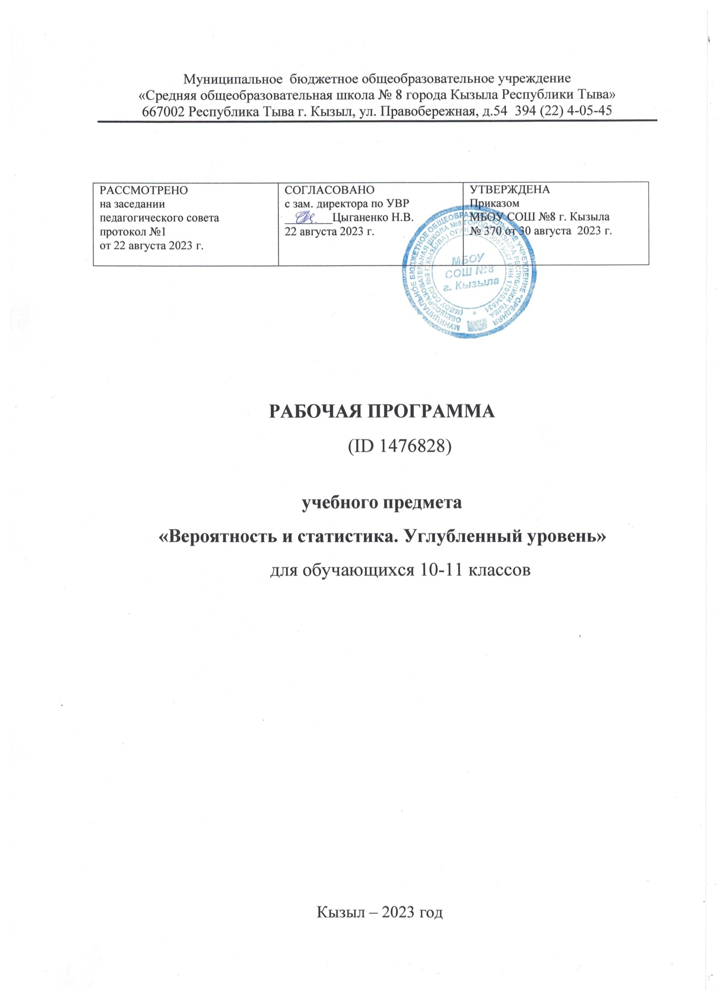 Муниципальное бюджетное общеобразовательное учреждение
«Средняя общеобразовательная школа № 8 города Кызыла Республики Тыва»
667002 Республика Тыва г. Кызыл, ул. Правобережная, д.54 394 (22) 4-05-45
РАССМОТРЕНО
на заседании
педагогического совета
протокол №1
от 22 августа 2023 г.
СОГЛАСОВАНО
с зам. директора по УВР
________Цыганенко Н.В.
22 августа 2023 г.
УТВЕРЖДЕНА
Приказом
МБОУ СОШ №8 г. Кызыла
№ 370 от 30 августа 2023 г.
МУНИЦИПАЛЬНОЕ БЮДЖЕТНОЕ ОБЩЕОБРАЗОВАТЕЛЬНОЕ УЧРЕЖДЕНИЕ "СРЕДНЯЯ
ОБЩЕОБРАЗОВАТЕЛЬНАЯ ШКОЛА №8 ГОРОДА КЫЗЫЛА РЕСПУБЛИКИ ТЫВА
(МБОУ СОШ №8 Г. КЫЗЫЛА) ОГРН ИНН 1701034634 *
МБОУ
СОШ №8
г. Кызыла
РАБОЧАЯ ПРОГРАММА
(ID 1476828)
учебного предмета
«Вероятность и статистика. Углубленный уровень»
для обучающихся 10-11 классов
Кызыл – 2023 год